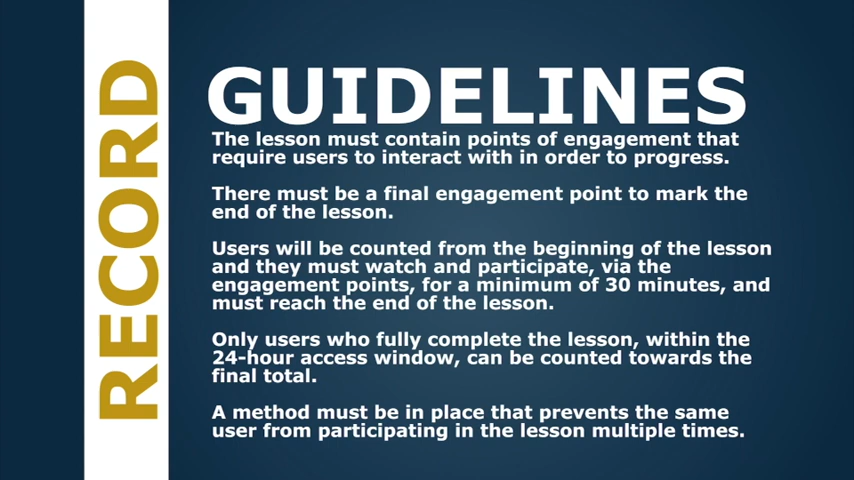 RECORD
GUIDELINES
The lesson must contain points of engagement that
require users to interact with in order to progress.
There must be a final engagement point to mark the
end of the lesson.
Users will be counted from the beginning of the lesson
and they must watch and participate, via the
engagement points, for a minimum of 30 minutes, and
must reach the end of the lesson.
Only users who fully complete the lesson, within the
24-hour access window, can be counted towards the
final total.
A method must be in place that prevents the same
user from participating in the lesson multiple times.